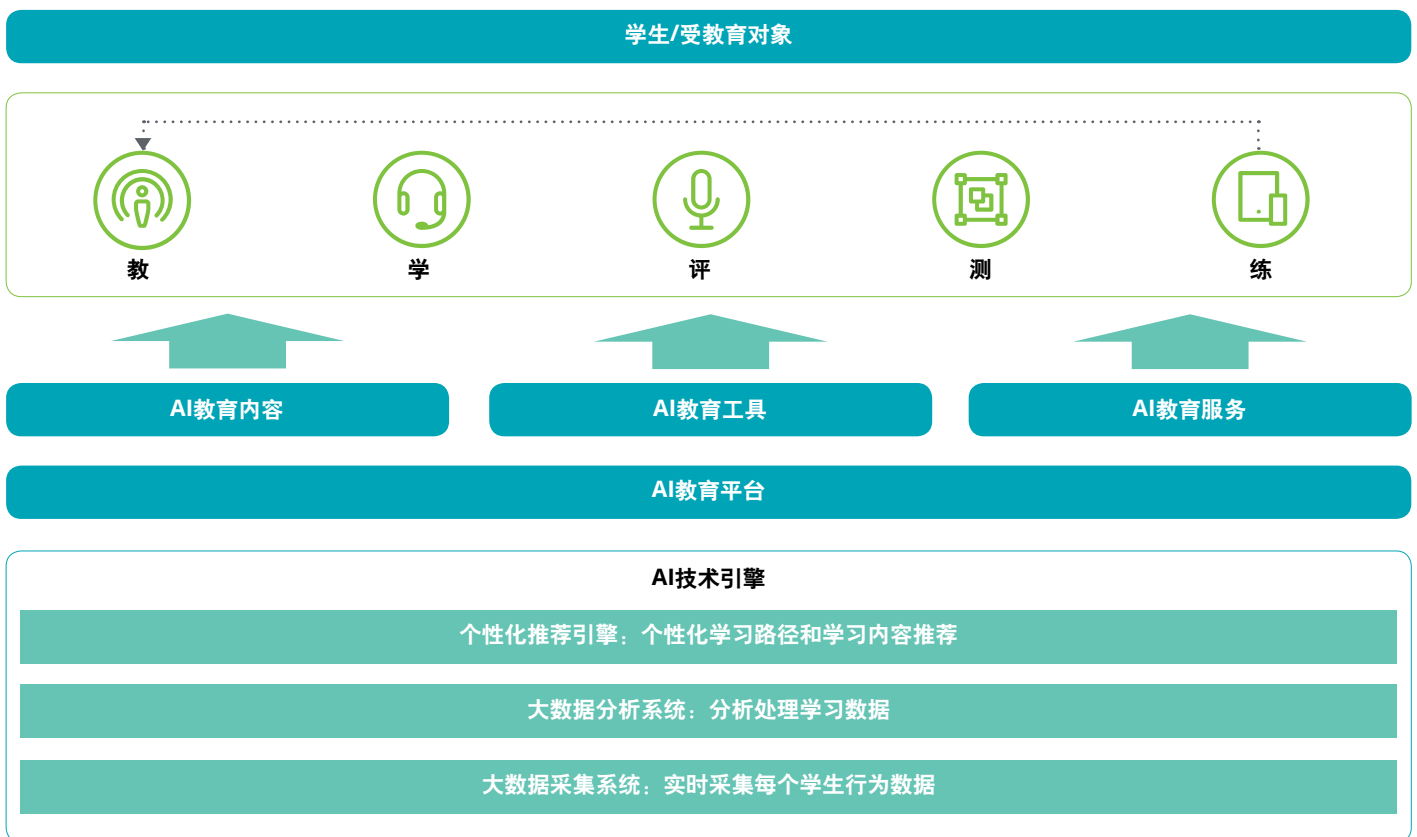 学生/受教育对象
教
学
评
测
练
AI教育内容
AI教育工具
AI教育服务
AI教育平台
AI技术引擎
个性化推荐引擎：个性化学习路径和学习内容推荐
大数据分析系统：分析处理学习数据
大数据采集系统：实时采集每个学生行为数据